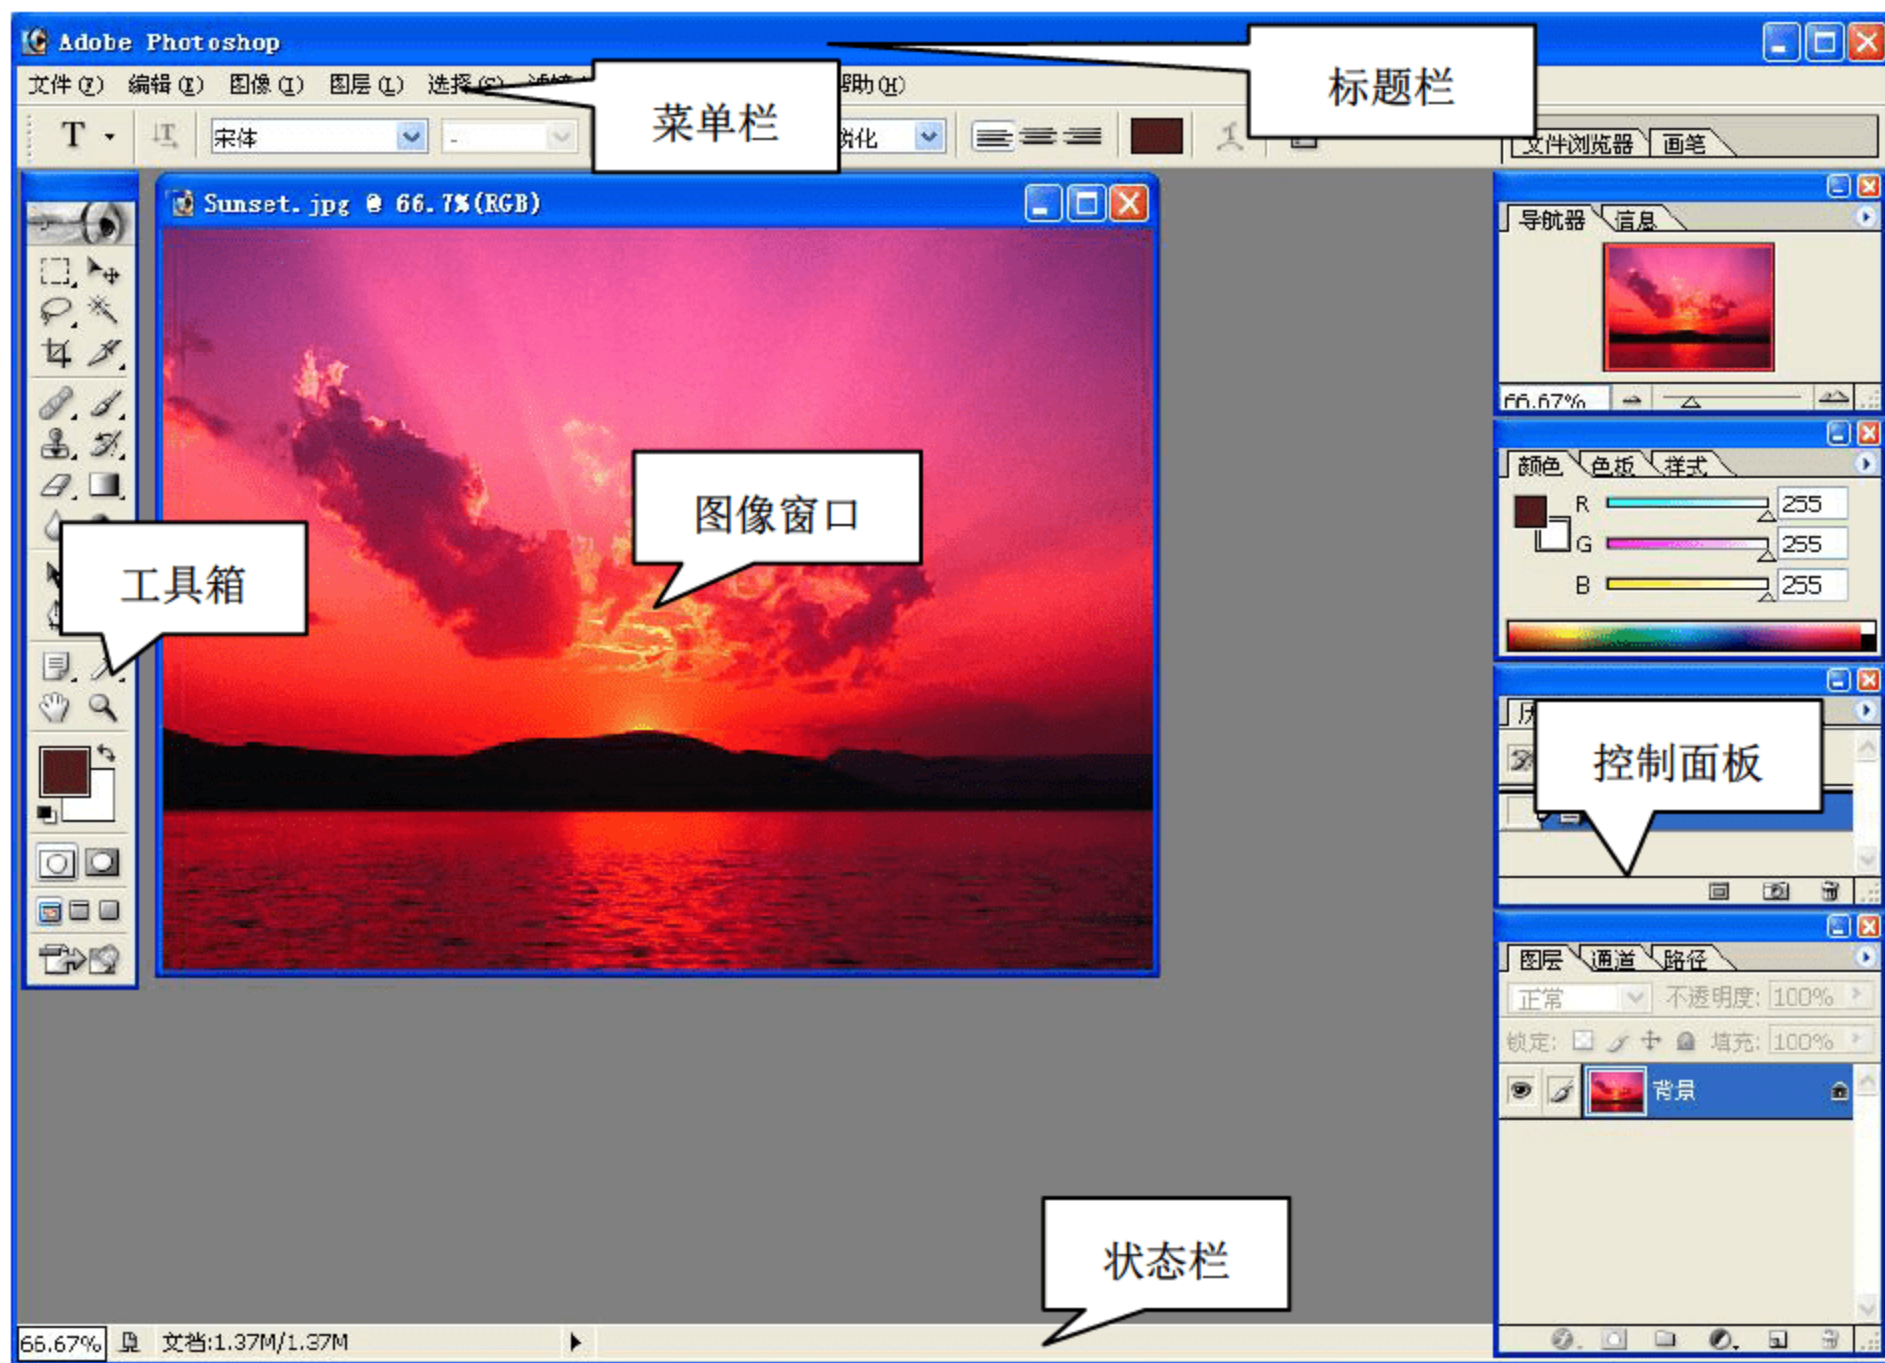 Adobe Photoshop
标题栏
文件(F) 编辑(E) 图像(I) 图层(L) 选择(S) 帮助(H)
菜单栏
T 宋体
文件浏览器 画笔
Sunset.jpg @ 66.7%(RGB)
导航器 信息
66.67%
颜色 色板 样式
R 255
G 255
B 255
图像窗口
工具箱
控制面板
图层 通道 路径
正常 不透明度: 100%
锁定: 填充: 100%
背景
状态栏
66.67% 文档:1.37M/1.37M